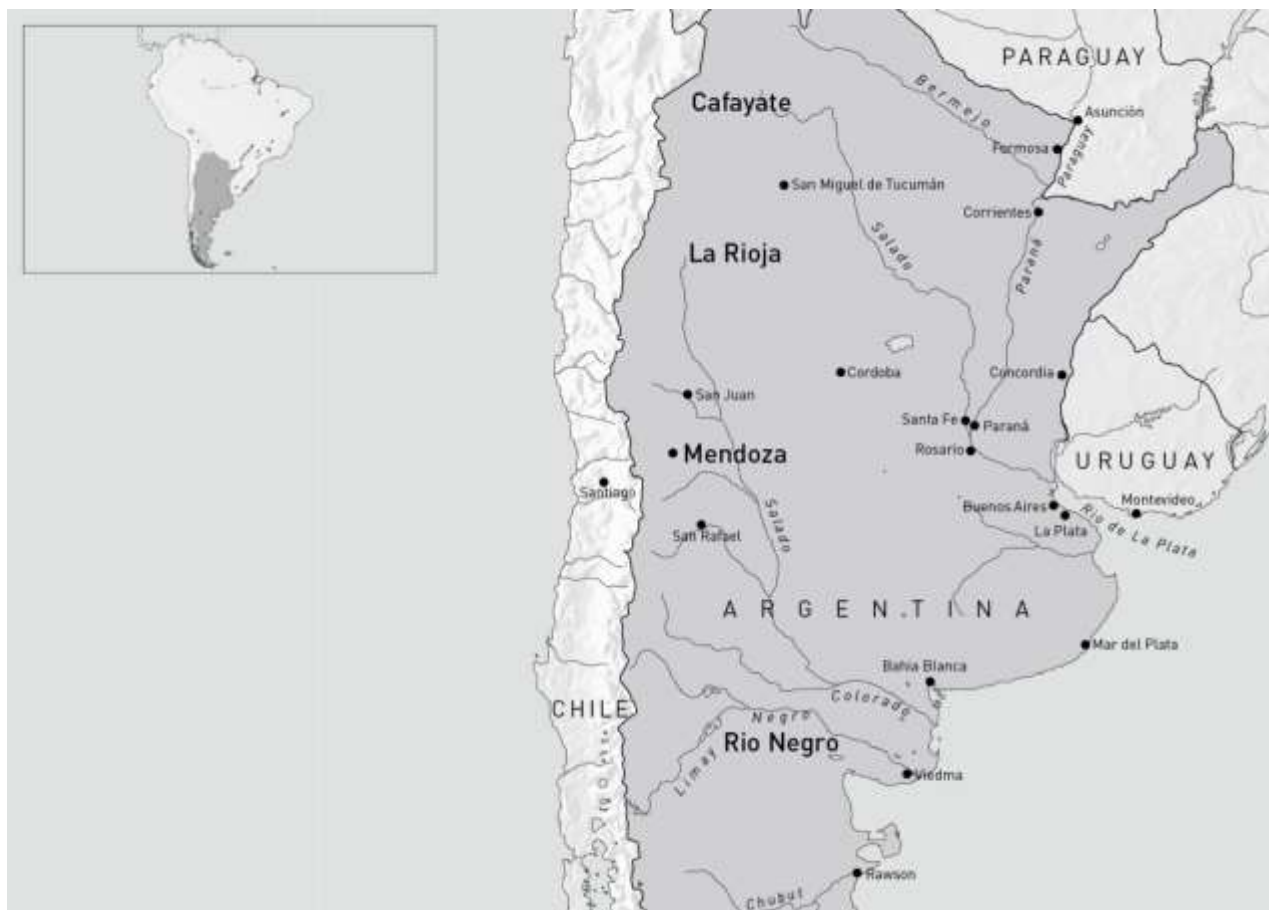 PARAGUAY
Cafayate
Bermejo
Asunción
Formosa
Paraguay
San Miguel de Tucumán
Corrientes
La Rioja
Salado
Paraná
Cordoba
Concordia
San Juan
Santa Fe
Paraná
Rosario
Mendoza
URUGUAY
Santiago
Montevideo
Buenos Aires
Rio de La Plata
La Plata
San Rafael
Salado
ARGENTINA
Mar del Plata
Bahia Blanca
CHILE
Colorado
Negro
Rio Negro
Limay
Viedma
Rawson
Chubut